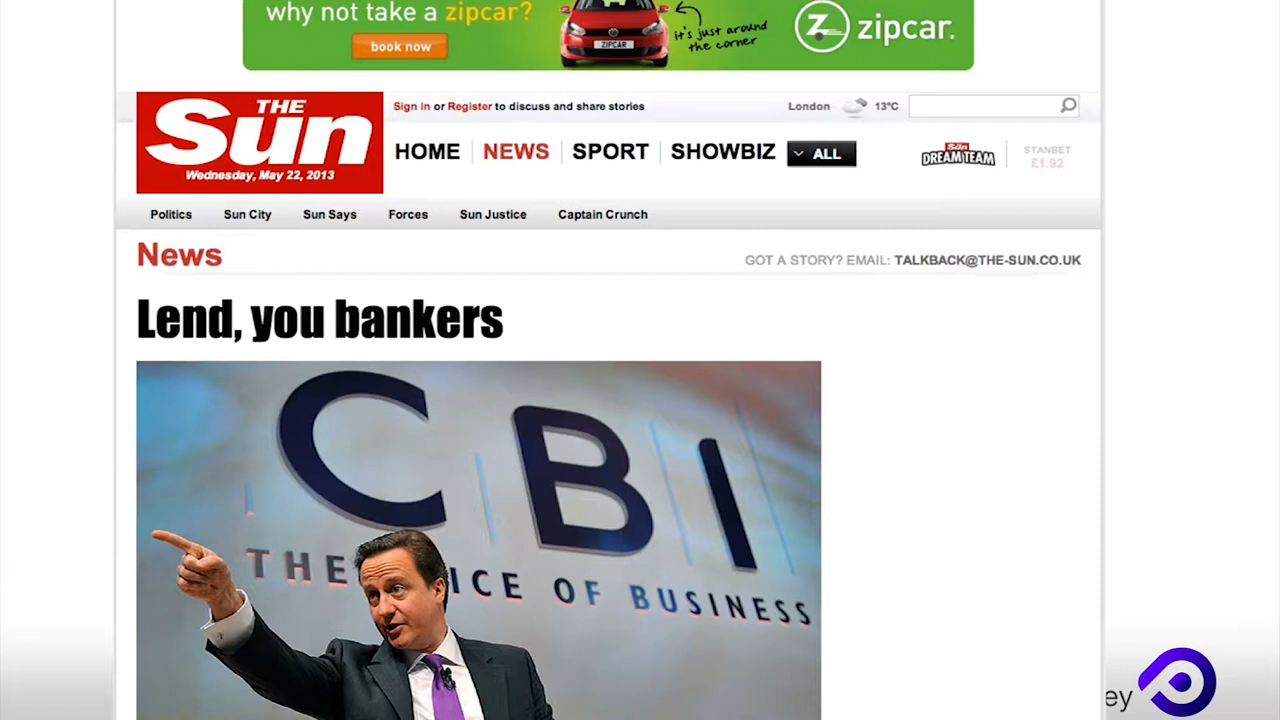 why not take a zipcar?
book now
ZIPCAR
it's just around
the corner
Z
zipcar.
THE
Sun
Wednesday, May 22, 2013
Sign in or Register to discuss and share stories
London 13°C
HOME NEWS SPORT SHOWBIZ ALL
Sun
DREAM TEAM
STANBET
£1.92
Politics Sun City Sun Says Forces Sun Justice Captain Crunch
News
GOT A STORY? EMAIL: TALKBACK@THE-SUN.CO.UK
Lend, you bankers
CBI
THE ICE OF BUSINESS
ey